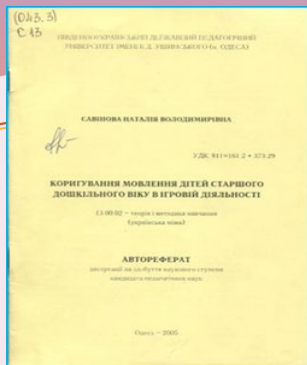 (043.3)
С 13
ПІВДЕННОУКРАЇНСЬКИЙ ДЕРЖАВНИЙ ПЕДАГОГІЧНИЙ
УНІВЕРСИТЕТ ІМЕНІ К.Д. УШИНСЬКОГО (м. ОДЕСА)
САВІНОВА НАТАЛІЯ ВОЛОДИМИРІВНА
УДК: 811=161.2 + 373.29
КОРИГУВАННЯ МОВЛЕННЯ ДІТЕЙ СТАРШОГО
ДОШКІЛЬНОГО ВІКУ В ІГРОВІЙ ДІЯЛЬНОСТІ
13.00.02 – теорія і методика навчання
(українська мова)
АВТОРЕФЕРАТ
дисертації на здобуття наукового ступеня
кандидата педагогічних наук
Одеса – 2005